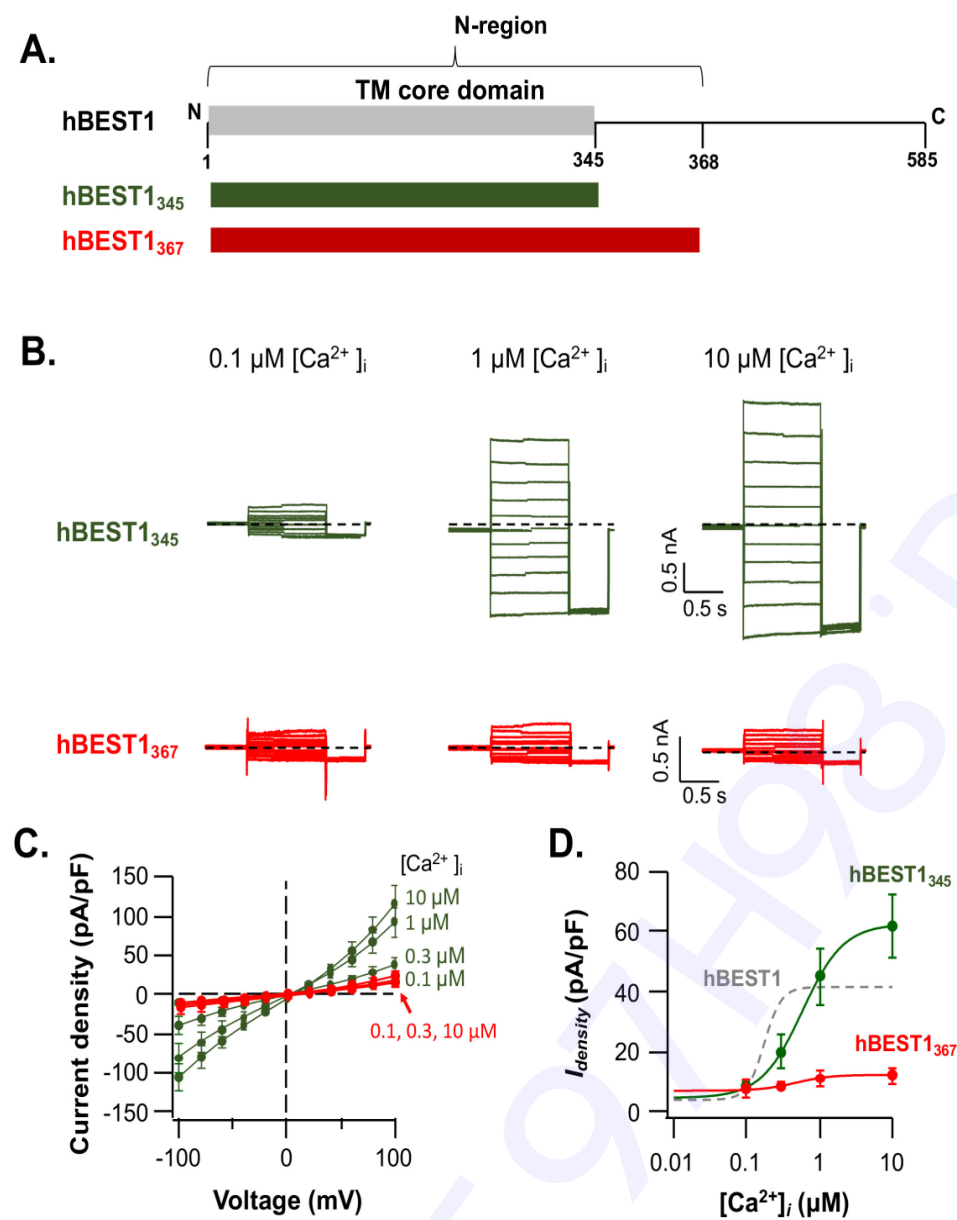 A.
N-region
TM core domain
hBEST1
N
C
1
345
368
585
hBEST1₃₄₅
hBEST1₃₆₇
B.
0.1 µM [Ca²⁺ ]ᵢ
1 µM [Ca²⁺ ]ᵢ
10 µM [Ca²⁺ ]ᵢ
hBEST1₃₄₅
0.5 nA
0.5 s
hBEST1₃₆₇
0.5 nA
0.5 s
C.
Current density (pA/pF)
150
100
50
0
-50
-100
-150
[Ca²⁺ ]ᵢ
10 µM
1 µM
0.3 µM
0.1 µM
0.1, 0.3, 10 µM
-100
0
100
Voltage (mV)
D.
I_density (pA/pF)
80
60
40
20
0
hBEST1₃₄₅
hBEST1
hBEST1₃₆₇
0.01
0.1
1
10
[Ca²⁺]ᵢ (µM)